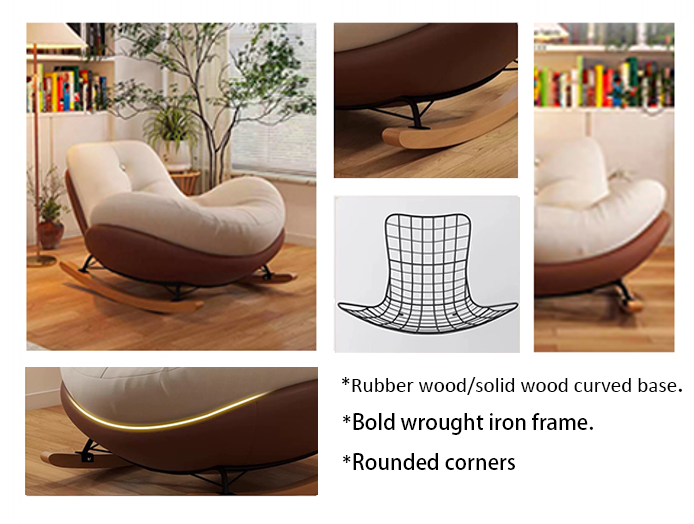 *Rubber wood/solid wood curved base.
*Bold wrought iron frame.
*Rounded corners